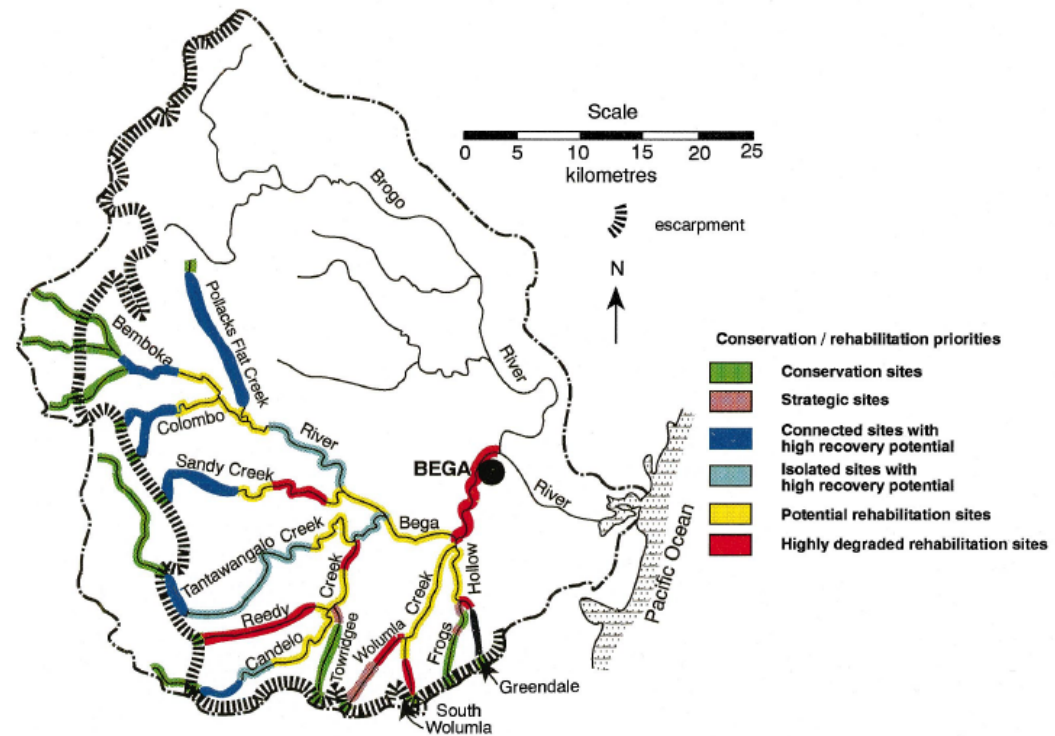 Scale
0 5 10 15 20 25
kilometres
escarpment
N
Brogo
River
Pollacks Flat Creek
Bemboka
Colombo
River
Sandy Creek
BEGA
River
Bega
Tantawangalo Creek
Creek
Reedy
Candelo
Towridgee
Wolumla
Creek
Frogs
Hollow
Greendale
South
Wolumla
Pacific Ocean
Conservation / rehabilitation priorities
Conservation sites
Strategic sites
Connected sites with
high recovery potential
Isolated sites with
high recovery potential
Potential rehabilitation sites
Highly degraded rehabilitation sites